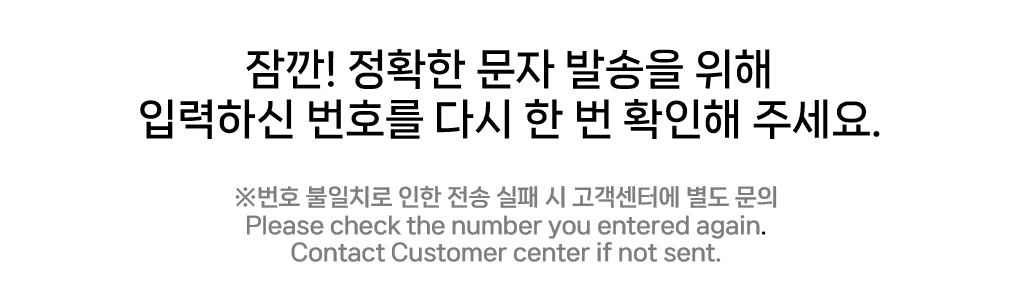 잠깐! 정확한 문자 발송을 위해
입력하신 번호를 다시 한 번 확인해 주세요.
※번호 불일치로 인한 전송 실패 시 고객센터에 별도 문의
Please check the number you entered again.
Contact Customer center if not sent.